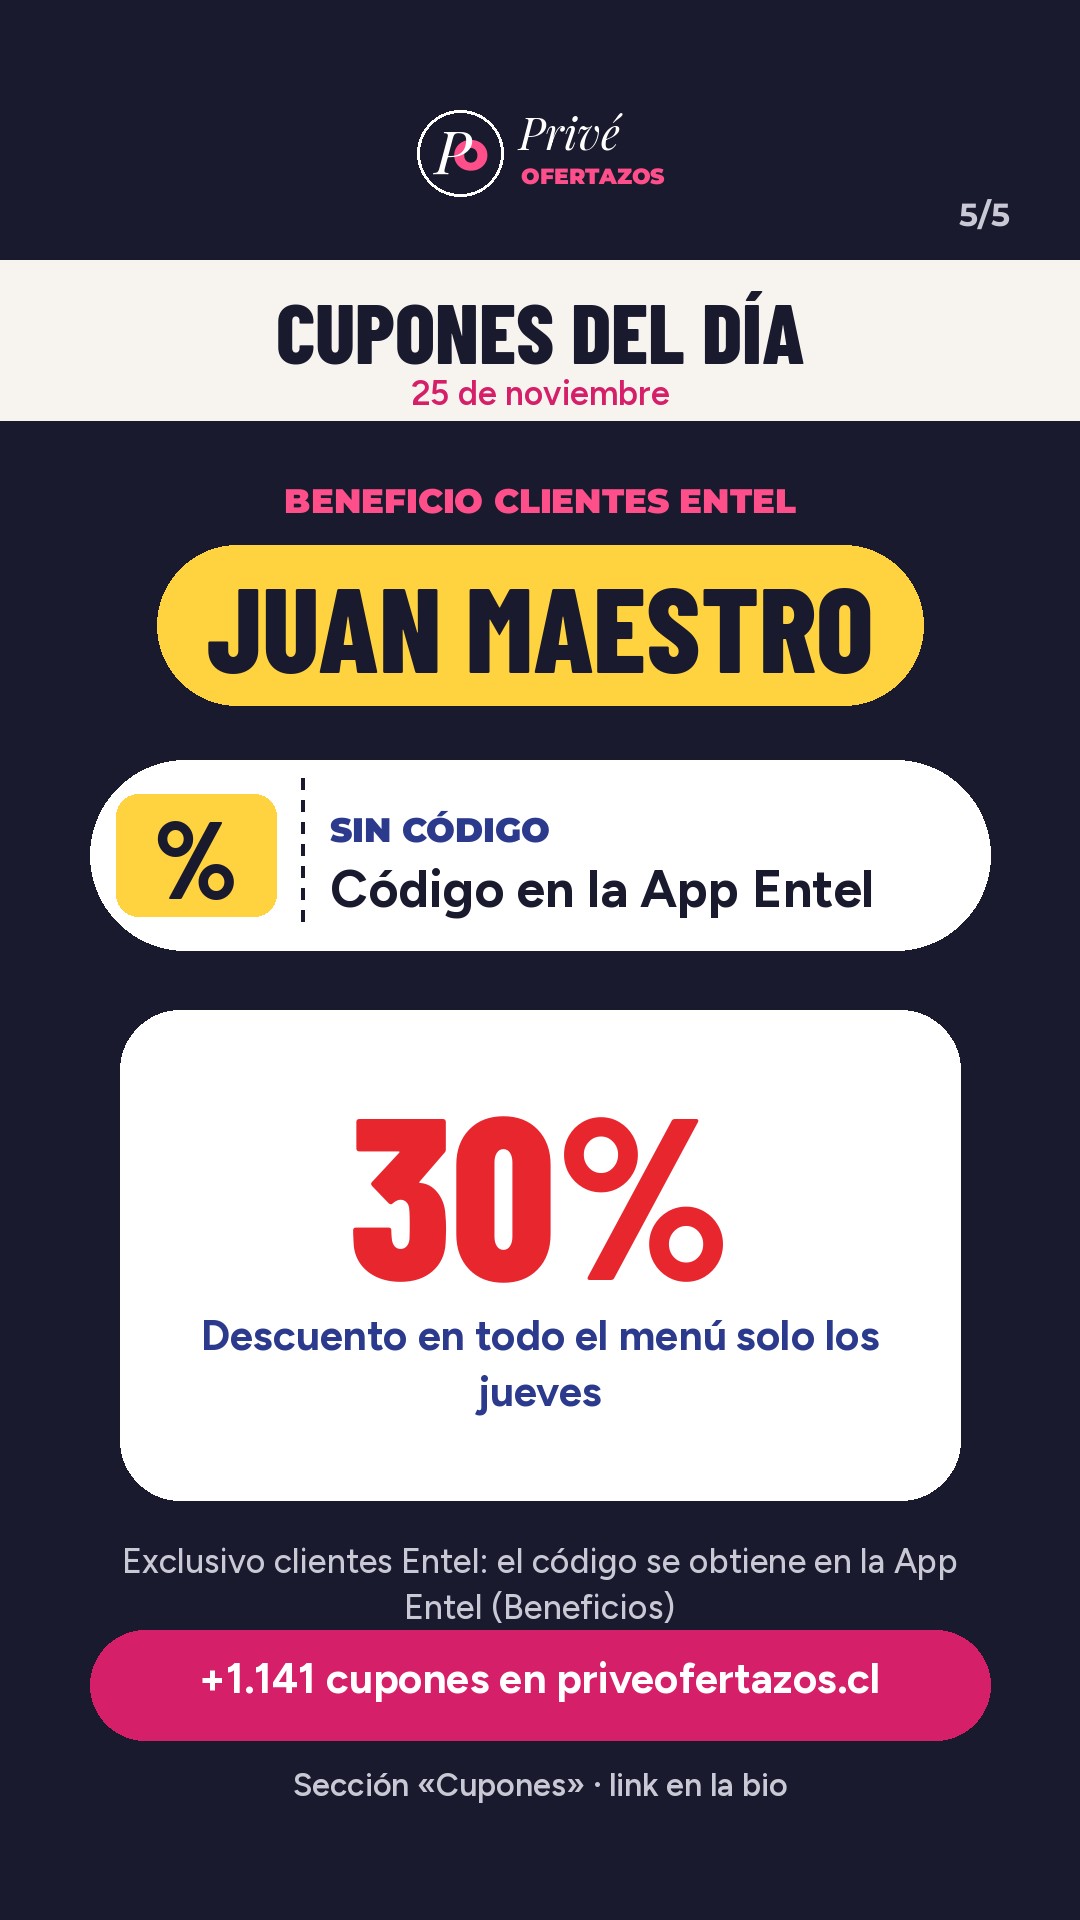 Po Privé
OFERTAZOS
5/5
CUPONES DEL DÍA
25 de noviembre
BENEFICIO CLIENTES ENTEL
JUAN MAESTRO
%
SIN CÓDIGO
Código en la App Entel
30%
Descuento en todo el menú solo los
jueves
Exclusivo clientes Entel: el código se obtiene en la App
Entel (Beneficios)
+1.141 cupones en priveofertazos.cl
Sección «Cupones» · link en la bio